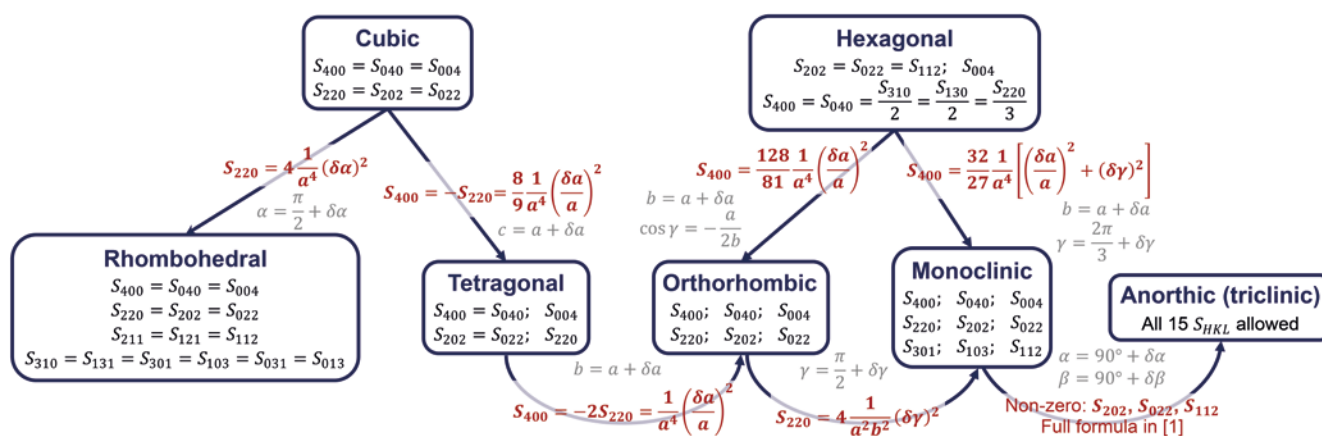 Cubic
S₄₀₀ = S₀₄₀ = S₀₀₄
S₂₂₀ = S₂₀₂ = S₀₂₂
Hexagonal
S₂₀₂ = S₀₂₂ = S₁₁₂; S₀₀₄
S₄₀₀ = S₀₄₀ = S₃₁₀/2 = S₁₃₀/2 = S₂₂₀/3
S₂₂₀ = 4 1/a⁴ (δα)²
α = π/2 + δα
S₄₀₀ = −S₂₂₀ = 8/9 1/a⁴ (δa/a)²
c = a + δa
S₄₀₀ = 128/81 1/a⁴ (δa/a)²
b = a + δa
cos γ = − a/2b
S₄₀₀ = 32/27 1/a⁴ [(δa/a)² + (δγ)²]
b = a + δa
γ = 2π/3 + δγ
Rhombohedral
S₄₀₀ = S₀₄₀ = S₀₀₄
S₂₂₀ = S₂₀₂ = S₀₂₂
S₂₁₁ = S₁₂₁ = S₁₁₂
S₃₁₀ = S₁₃₁ = S₃₀₁ = S₁₀₃ = S₀₃₁ = S₀₁₃
Tetragonal
S₄₀₀ = S₀₄₀; S₀₀₄
S₂₀₂ = S₀₂₂; S₂₂₀
Orthorhombic
S₄₀₀; S₀₄₀; S₀₀₄
S₂₂₀; S₂₀₂; S₀₂₂
Monoclinic
S₄₀₀; S₀₄₀; S₀₀₄
S₂₂₀; S₂₀₂; S₀₂₂
S₃₀₁; S₁₀₃; S₁₁₂
Anorthic (triclinic)
All 15 S_HKL allowed
b = a + δa
S₄₀₀ = −2S₂₂₀ = 1/a⁴ (δa/a)²
γ = π/2 + δγ
S₂₂₀ = 4 1/a²b² (δγ)²
α = 90° + δα
β = 90° + δβ
Non-zero: S₂₀₂, S₀₂₂, S₁₁₂
Full formula in [1]